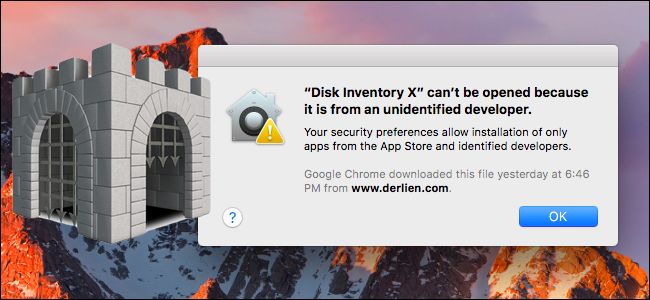 “Disk Inventory X” can’t be opened because
it is from an unidentified developer.
Your security preferences allow installation of only
apps from the App Store and identified developers.
Google Chrome downloaded this file yesterday at 6:46
PM from www.derlien.com.
?
OK